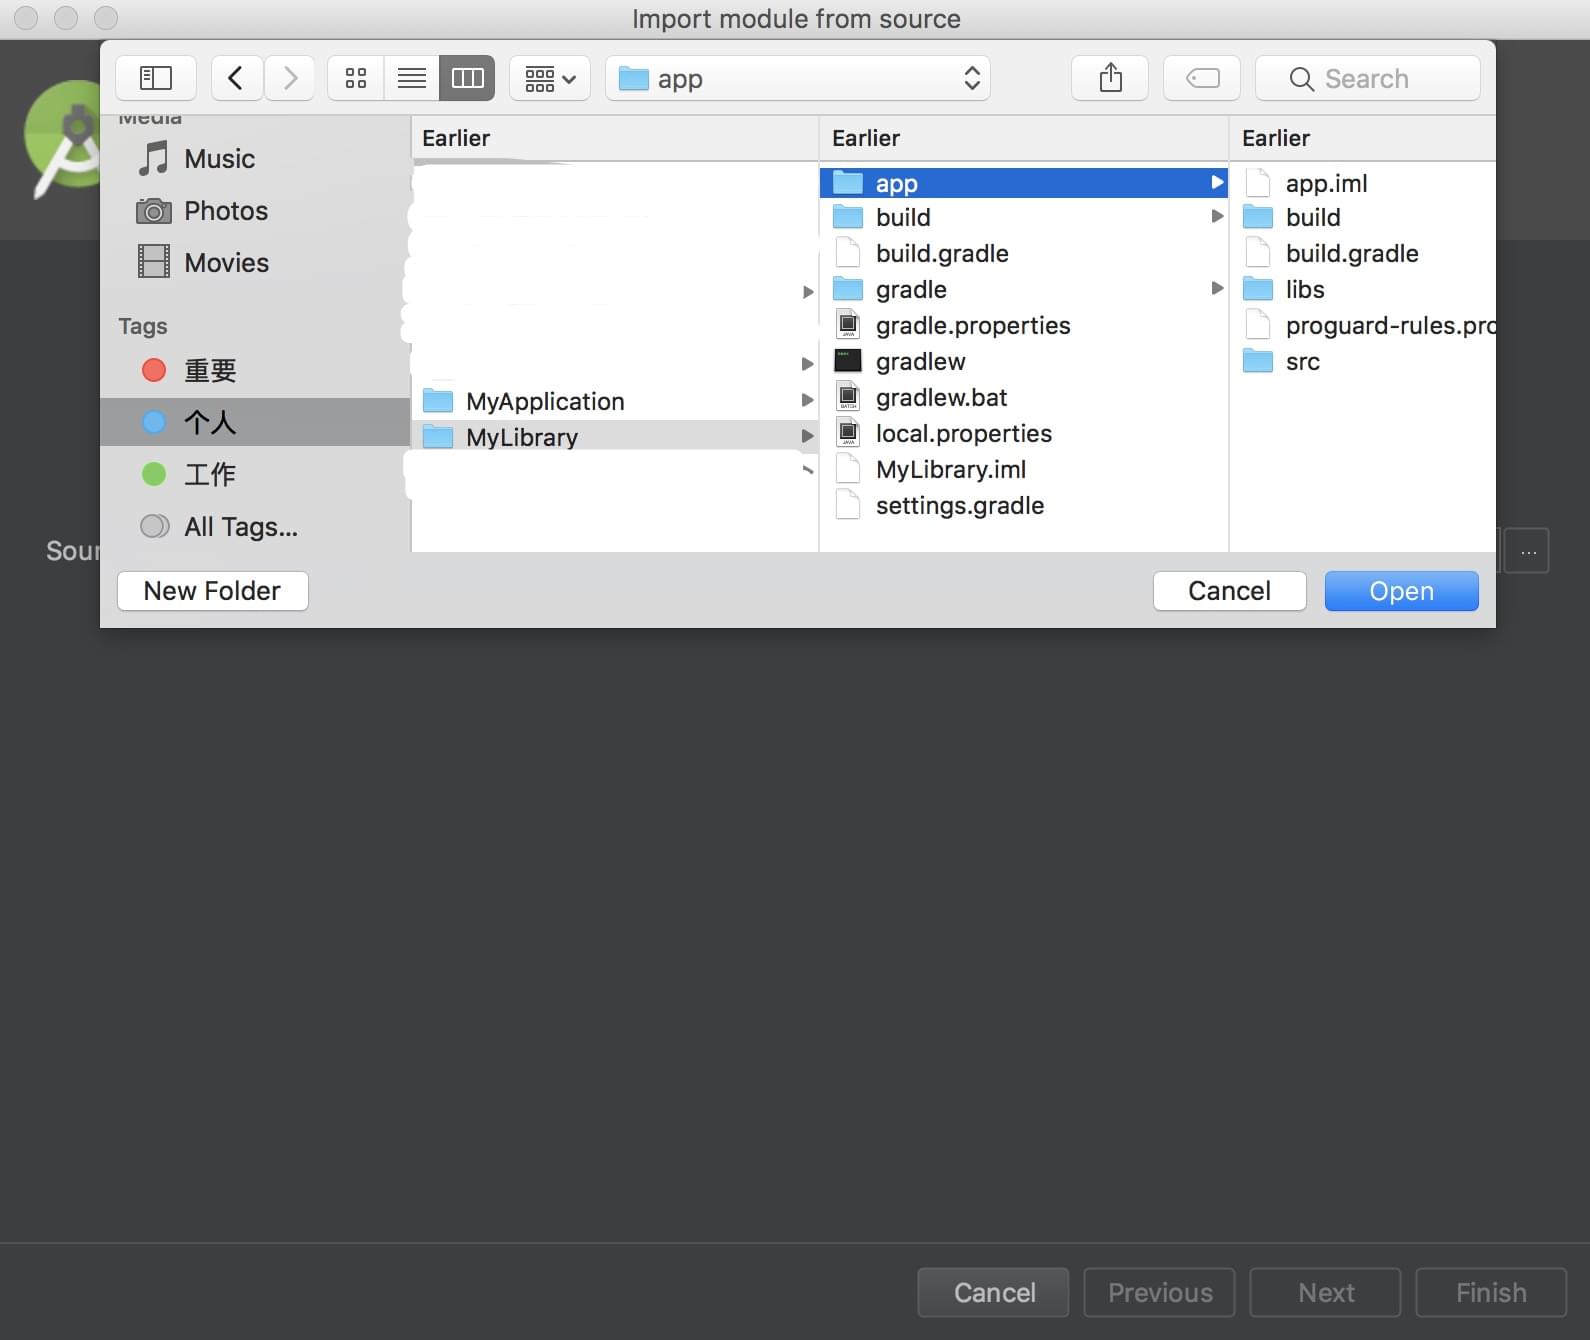 Import module from source
app
Search
Media
Music
Photos
Movies
Tags
重要
个人
工作
All Tags...
Earlier
MyApplication
MyLibrary
Earlier
app
build
build.gradle
gradle
gradle.properties
gradlew
gradlew.bat
local.properties
MyLibrary.iml
settings.gradle
Earlier
app.iml
build
build.gradle
libs
proguard-rules.pro
src
Sour
...
New Folder
Cancel
Open
Cancel
Previous
Next
Finish